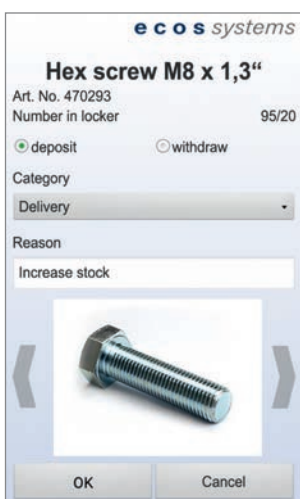 ecos systems
Hex screw M8 x 1,3“
Art. No. 470293
Number in locker 95/20
deposit withdraw
Category
Delivery
Reason
Increase stock
OK Cancel